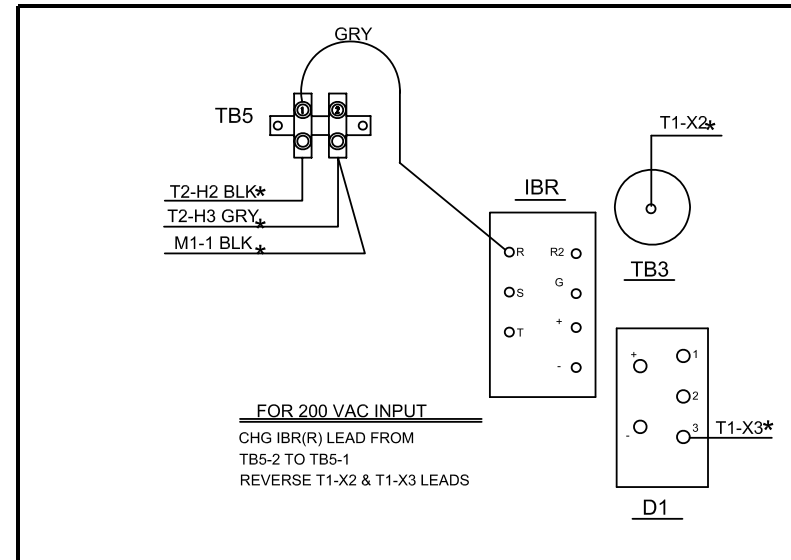 GRY
TB5
1 2
T1-X2*
T2-H2 BLK*
T2-H3 GRY*
M1-1 BLK *
IBR
R R2
S G
T +
-
TB3
+ 1
2
- 3
T1-X3*
D1
FOR 200 VAC INPUT
CHG IBR(R) LEAD FROM
TB5-2 TO TB5-1
REVERSE T1-X2 & T1-X3 LEADS